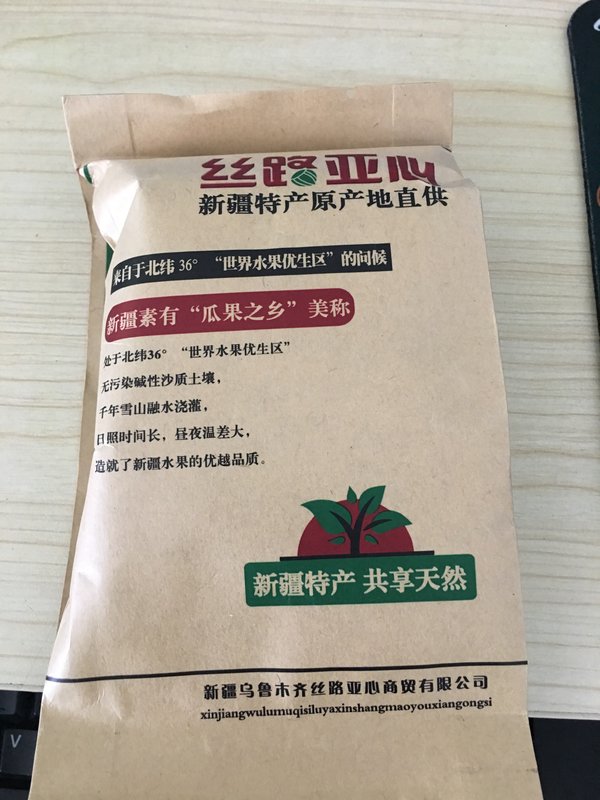 丝路亚心
新疆特产原产地直供
来自于北纬 36° “世界水果优生区”的问候
新疆素有“瓜果之乡”美称
处于北纬36° “世界水果优生区”
无污染碱性沙质土壤，
千年雪山融水浇灌，
日照时间长，昼夜温差大，
造就了新疆水果的优越品质。
新疆特产 共享天然
新疆乌鲁木齐丝路亚心商贸有限公司
xinjiangwulumuqisiluyaxinshangmaoyouxiangongsi
V